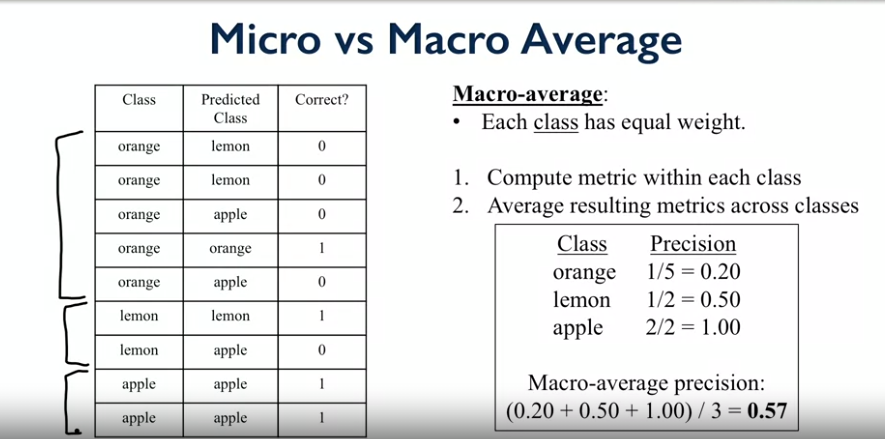 Micro vs Macro Average
Class Predicted Class Correct?
orange lemon 0
orange lemon 0
orange apple 0
orange orange 1
orange apple 0
lemon lemon 1
lemon apple 0
apple apple 1
apple apple 1
Macro-average:
• Each class has equal weight.
1. Compute metric within each class
2. Average resulting metrics across classes
Class Precision
orange 1/5 = 0.20
lemon 1/2 = 0.50
apple 2/2 = 1.00
Macro-average precision:
(0.20 + 0.50 + 1.00) / 3 = 0.57